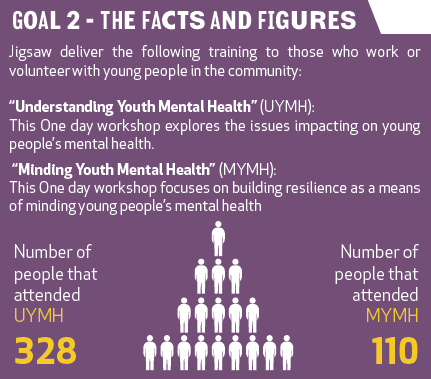 GOAL 2 - THE FACTS AND FIGURES
Jigsaw deliver the following training to those who work or
volunteer with young people in the community:
“Understanding Youth Mental Health” (UYMH):
This One day workshop explores the issues impacting on young
people’s mental health.
“Minding Youth Mental Health” (MYMH):
This One day workshop focuses on building resilience as a means
of minding young people’s mental health
Number of
people that
attended
UYMH
328
Number of
people that
attended
MYMH
110